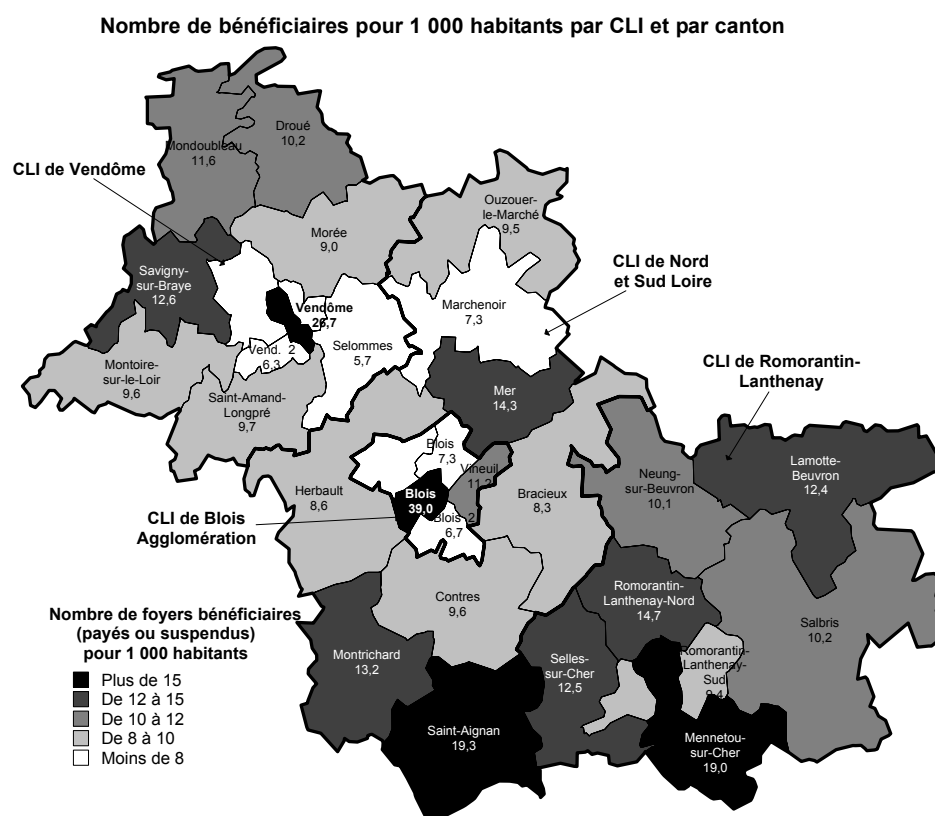 Nombre de bénéficiaires pour 1 000 habitants par CLI et par canton
Droué
10,2
Mondoubleau
11,6
CLI de Vendôme
Ouzouer-
le-Marché
9,5
Morée
9,0
CLI de Nord
et Sud Loire
Savigny-
sur-Braye
12,6
Marchenoir
7,3
Vendôme
26,7
Vend. 2
6,3
Selommes
5,7
Montoire-
sur-le-Loir
9,6
CLI de Romorantin-
Lanthenay
Mer
14,3
Saint-Amand-
Longpré
9,7
Blois
7,3
Vineuil
11,2
Lamotte-
Beuvron
12,4
Neung-
sur-Beuvron
10,1
Herbault
8,6
Blois
39,0
Bracieux
8,3
CLI de Blois
Agglomération
Blois 2
6,7
Contres
9,6
Romorantin-
Lanthenay-Nord
14,7
Salbris
10,2
Nombre de foyers bénéficiaires
(payés ou suspendus)
pour 1 000 habitants
Plus de 15
De 12 à 15
De 10 à 12
De 8 à 10
Moins de 8
Montrichard
13,2
Selles-
sur-Cher
12,5
Romorantin-
Lanthenay-
Sud
9,4
Saint-Aignan
19,3
Mennetou-
sur-Cher
19,0